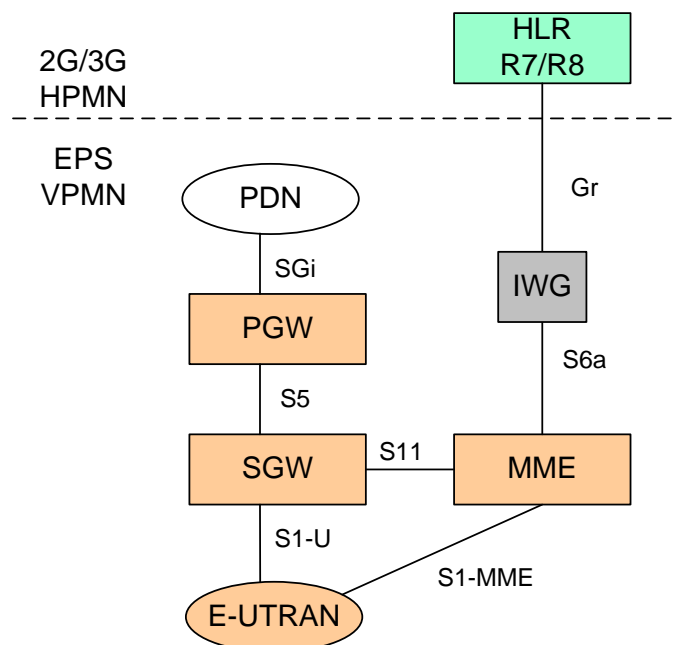 HLR
R7/R8
2G/3G
HPMN
EPS
VPMN
PDN
Gr
SGi
IWG
PGW
S6a
S5
S11
SGW
MME
S1-U
S1-MME
E-UTRAN